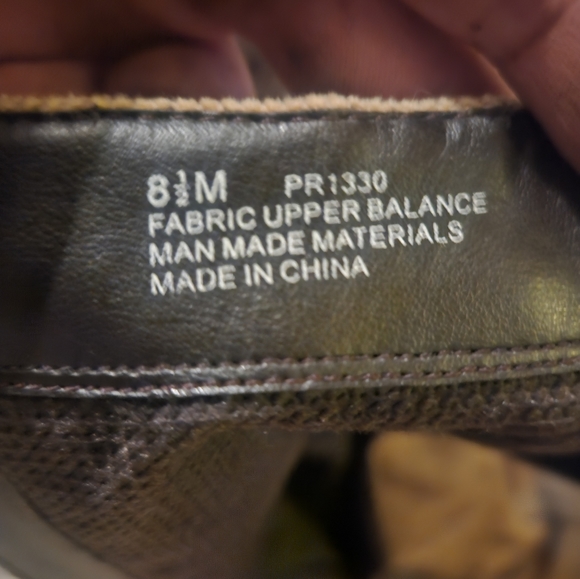 8½M PR1330
FABRIC UPPER BALANCE
MAN MADE MATERIALS
MADE IN CHINA